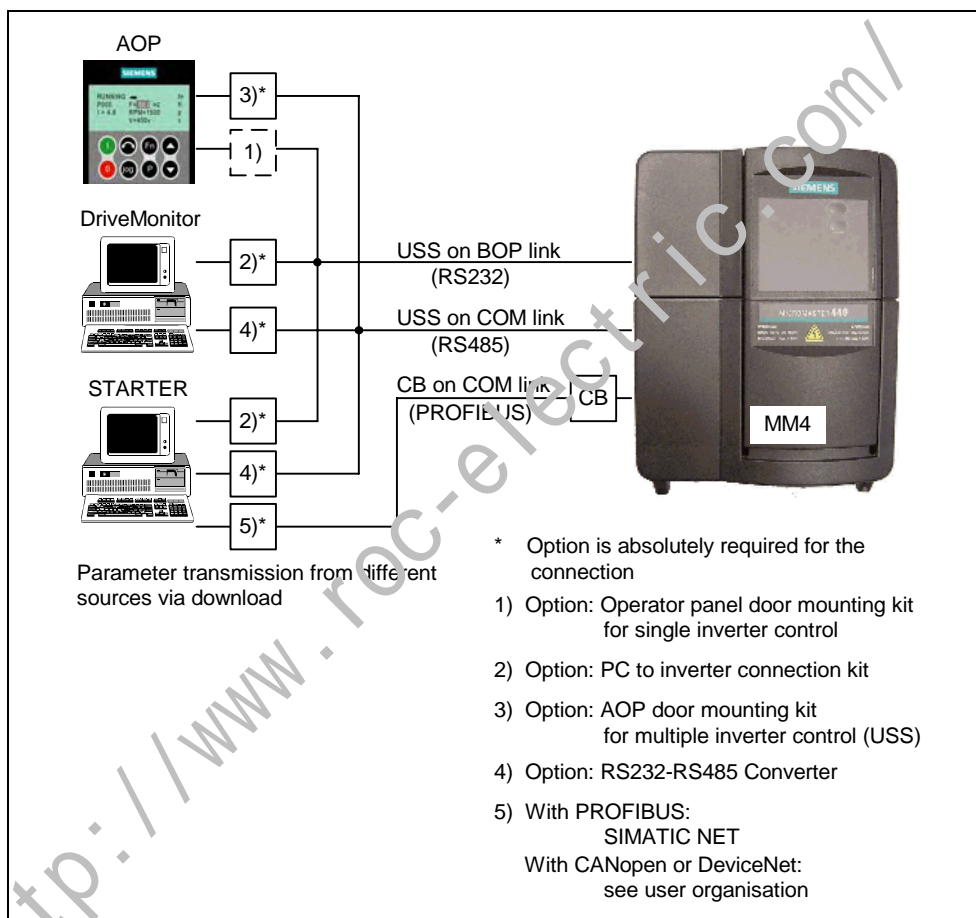 AOP
SIEMENS
RUNNING
P000
RPM=1500
3)*
1)
DriveMonitor
2)*
4)*
USS on BOP link
(RS232)
USS on COM link
(RS485)
CB on COM link
(PROFIBUS)
CB
SIEMENS
MICROMASTER 440
MM4
STARTER
2)*
4)*
5)*
Parameter transmission from different
sources via download
* Option is absolutely required for the
connection
1) Option: Operator panel door mounting kit
for single inverter control
2) Option: PC to inverter connection kit
3) Option: AOP door mounting kit
for multiple inverter control (USS)
4) Option: RS232-RS485 Converter
5) With PROFIBUS:
SIMATIC NET
With CANopen or DeviceNet:
see user organisation
1
Fn
0
jog
P
tp://www.roc-electric.com/